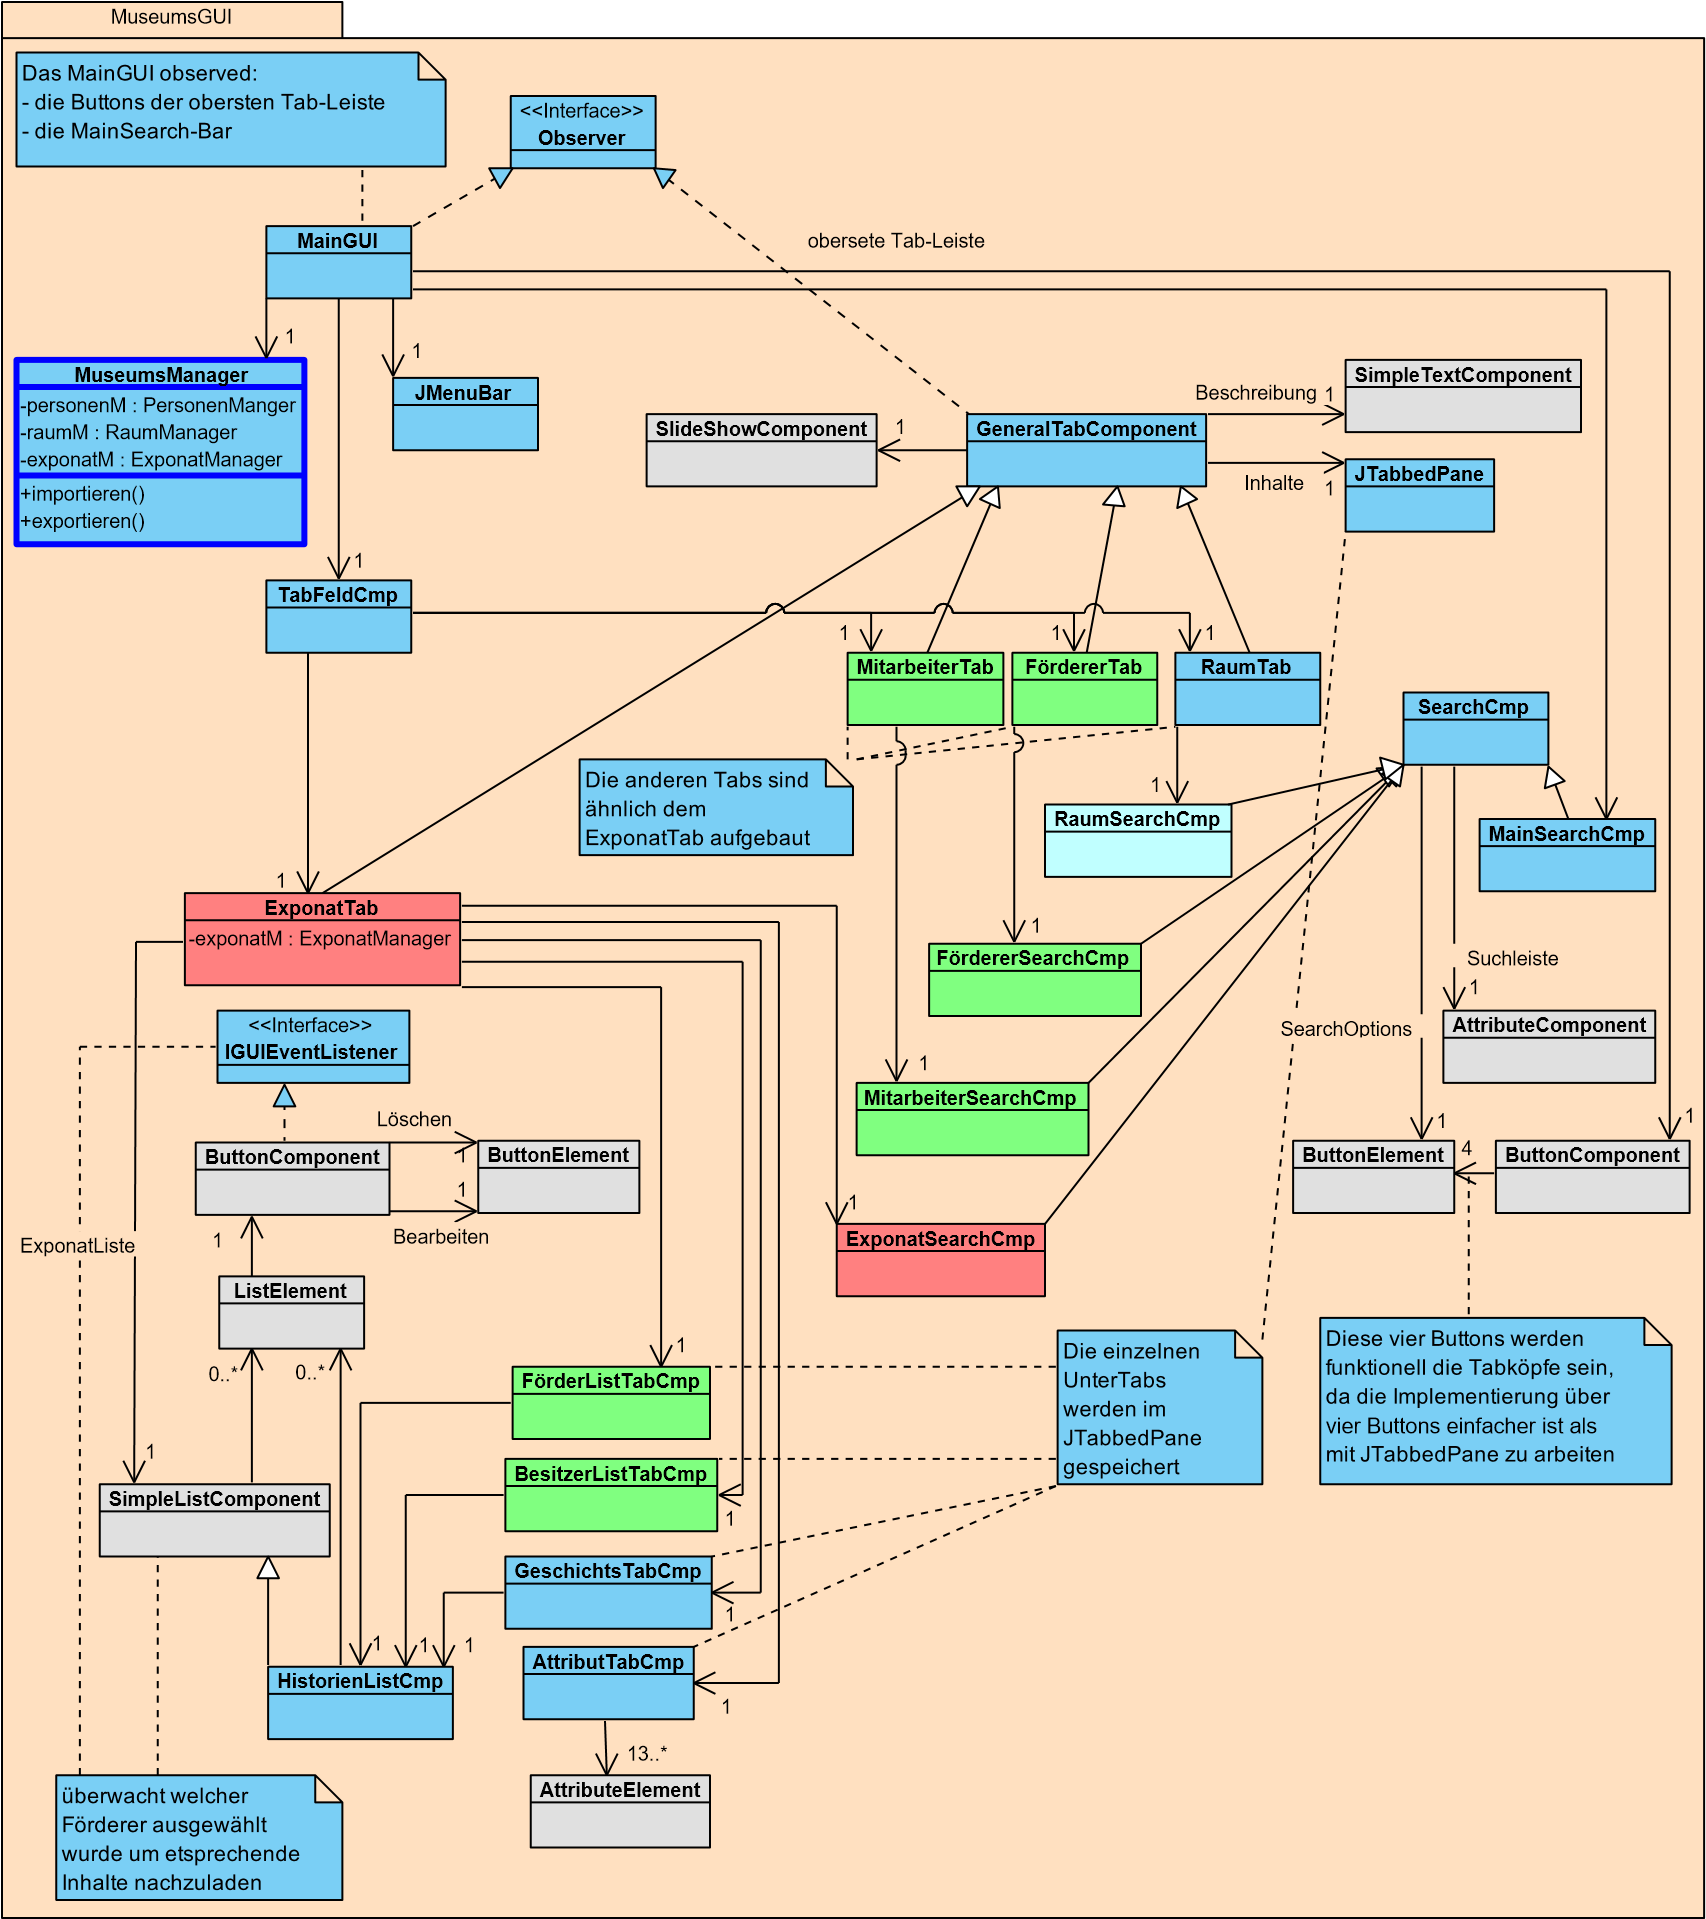 MuseumsGUI
Das MainGUI observed:
- die Buttons der obersten Tab-Leiste
- die MainSearch-Bar
<<Interface>>
Observer
MainGUI
obersete Tab-Leiste
1
1
MuseumsManager
-personenM : PersonenManger
-raumM : RaumManager
-exponatM : ExponatManager
+importieren()
+exportieren()
JMenuBar
SlideShowComponent
1
GeneralTabComponent
Beschreibung
1
SimpleTextComponent
Inhalte
1
JTabbedPane
1
TabFeldCmp
1
1
1
MitarbeiterTab
FördererTab
RaumTab
SearchCmp
Die anderen Tabs sind
ähnlich dem
ExponatTab aufgebaut
1
RaumSearchCmp
MainSearchCmp
1
ExponatTab
-exponatM : ExponatManager
1
FördererSearchCmp
Suchleiste
1
AttributeComponent
SearchOptions
<<Interface>>
IGUIEventListener
1
MitarbeiterSearchCmp
Löschen
1
1
Bearbeiten
ButtonComponent
ButtonElement
1
1
4
ButtonElement
ButtonComponent
1
ExponatSearchCmp
ExponatListe
1
ListElement
0..*
0..*
1
FörderListTabCmp
Die einzelnen
UnterTabs
werden im
JTabbedPane
gespeichert
Diese vier Buttons werden
funktionell die Tabköpfe sein,
da die Implementierung über
vier Buttons einfacher ist als
mit JTabbedPane zu arbeiten
1
SimpleListComponent
BesitzerListTabCmp
1
GeschichtsTabCmp
1
1
1
1
HistorienListCmp
AttributTabCmp
1
13..*
AttributeElement
überwacht welcher
Förderer ausgewählt
wurde um etsprechende
Inhalte nachzuladen